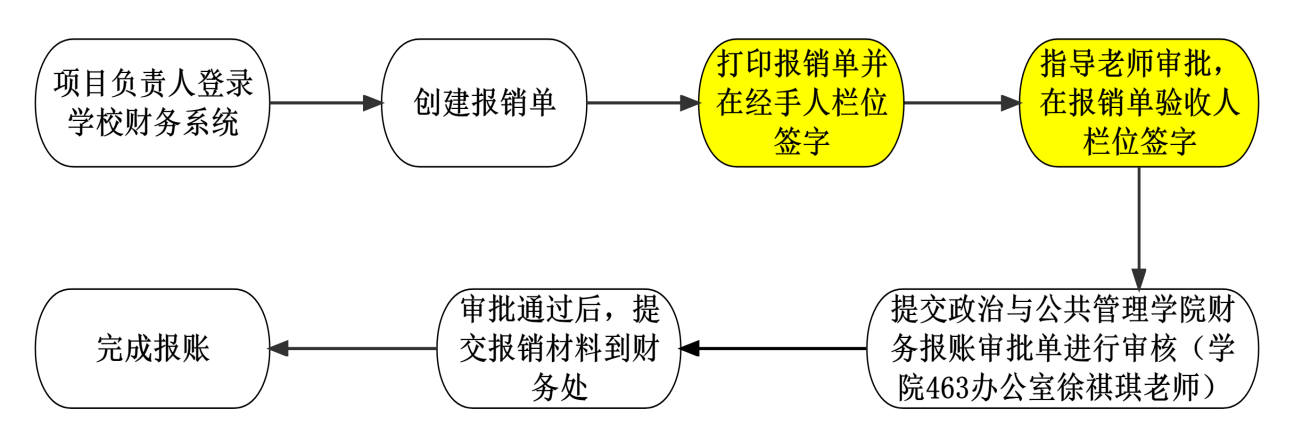 项目负责人登录
学校财务系统
创建报销单
打印报销单并
在经手人栏位
签字
指导老师审批，
在报销单验收人
栏位签字
提交政治与公共管理学院财
务报账审批单进行审核（学
院463办公室徐祺琪老师）
审批通过后，提
交报销材料到财
务处
完成报账